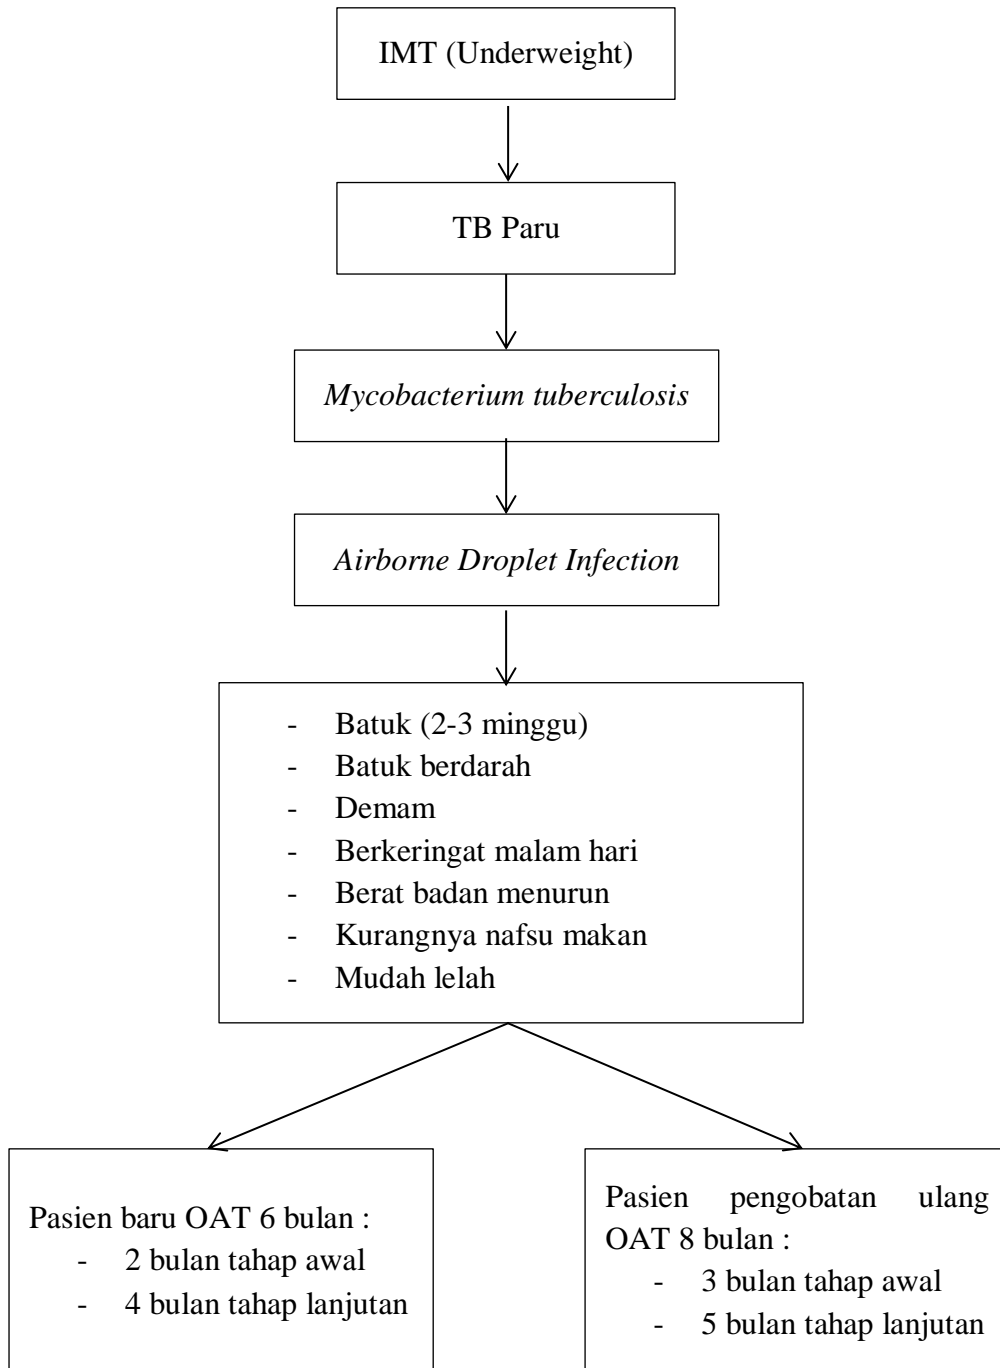 IMT (Underweight)
TB Paru
Mycobacterium tuberculosis
Airborne Droplet Infection
- Batuk (2-3 minggu)
- Batuk berdarah
- Demam
- Berkeringat malam hari
- Berat badan menurun
- Kurangnya nafsu makan
- Mudah lelah
Pasien baru OAT 6 bulan :
- 2 bulan tahap awal
- 4 bulan tahap lanjutan
Pasien pengobatan ulang
OAT 8 bulan :
- 3 bulan tahap awal
- 5 bulan tahap lanjutan